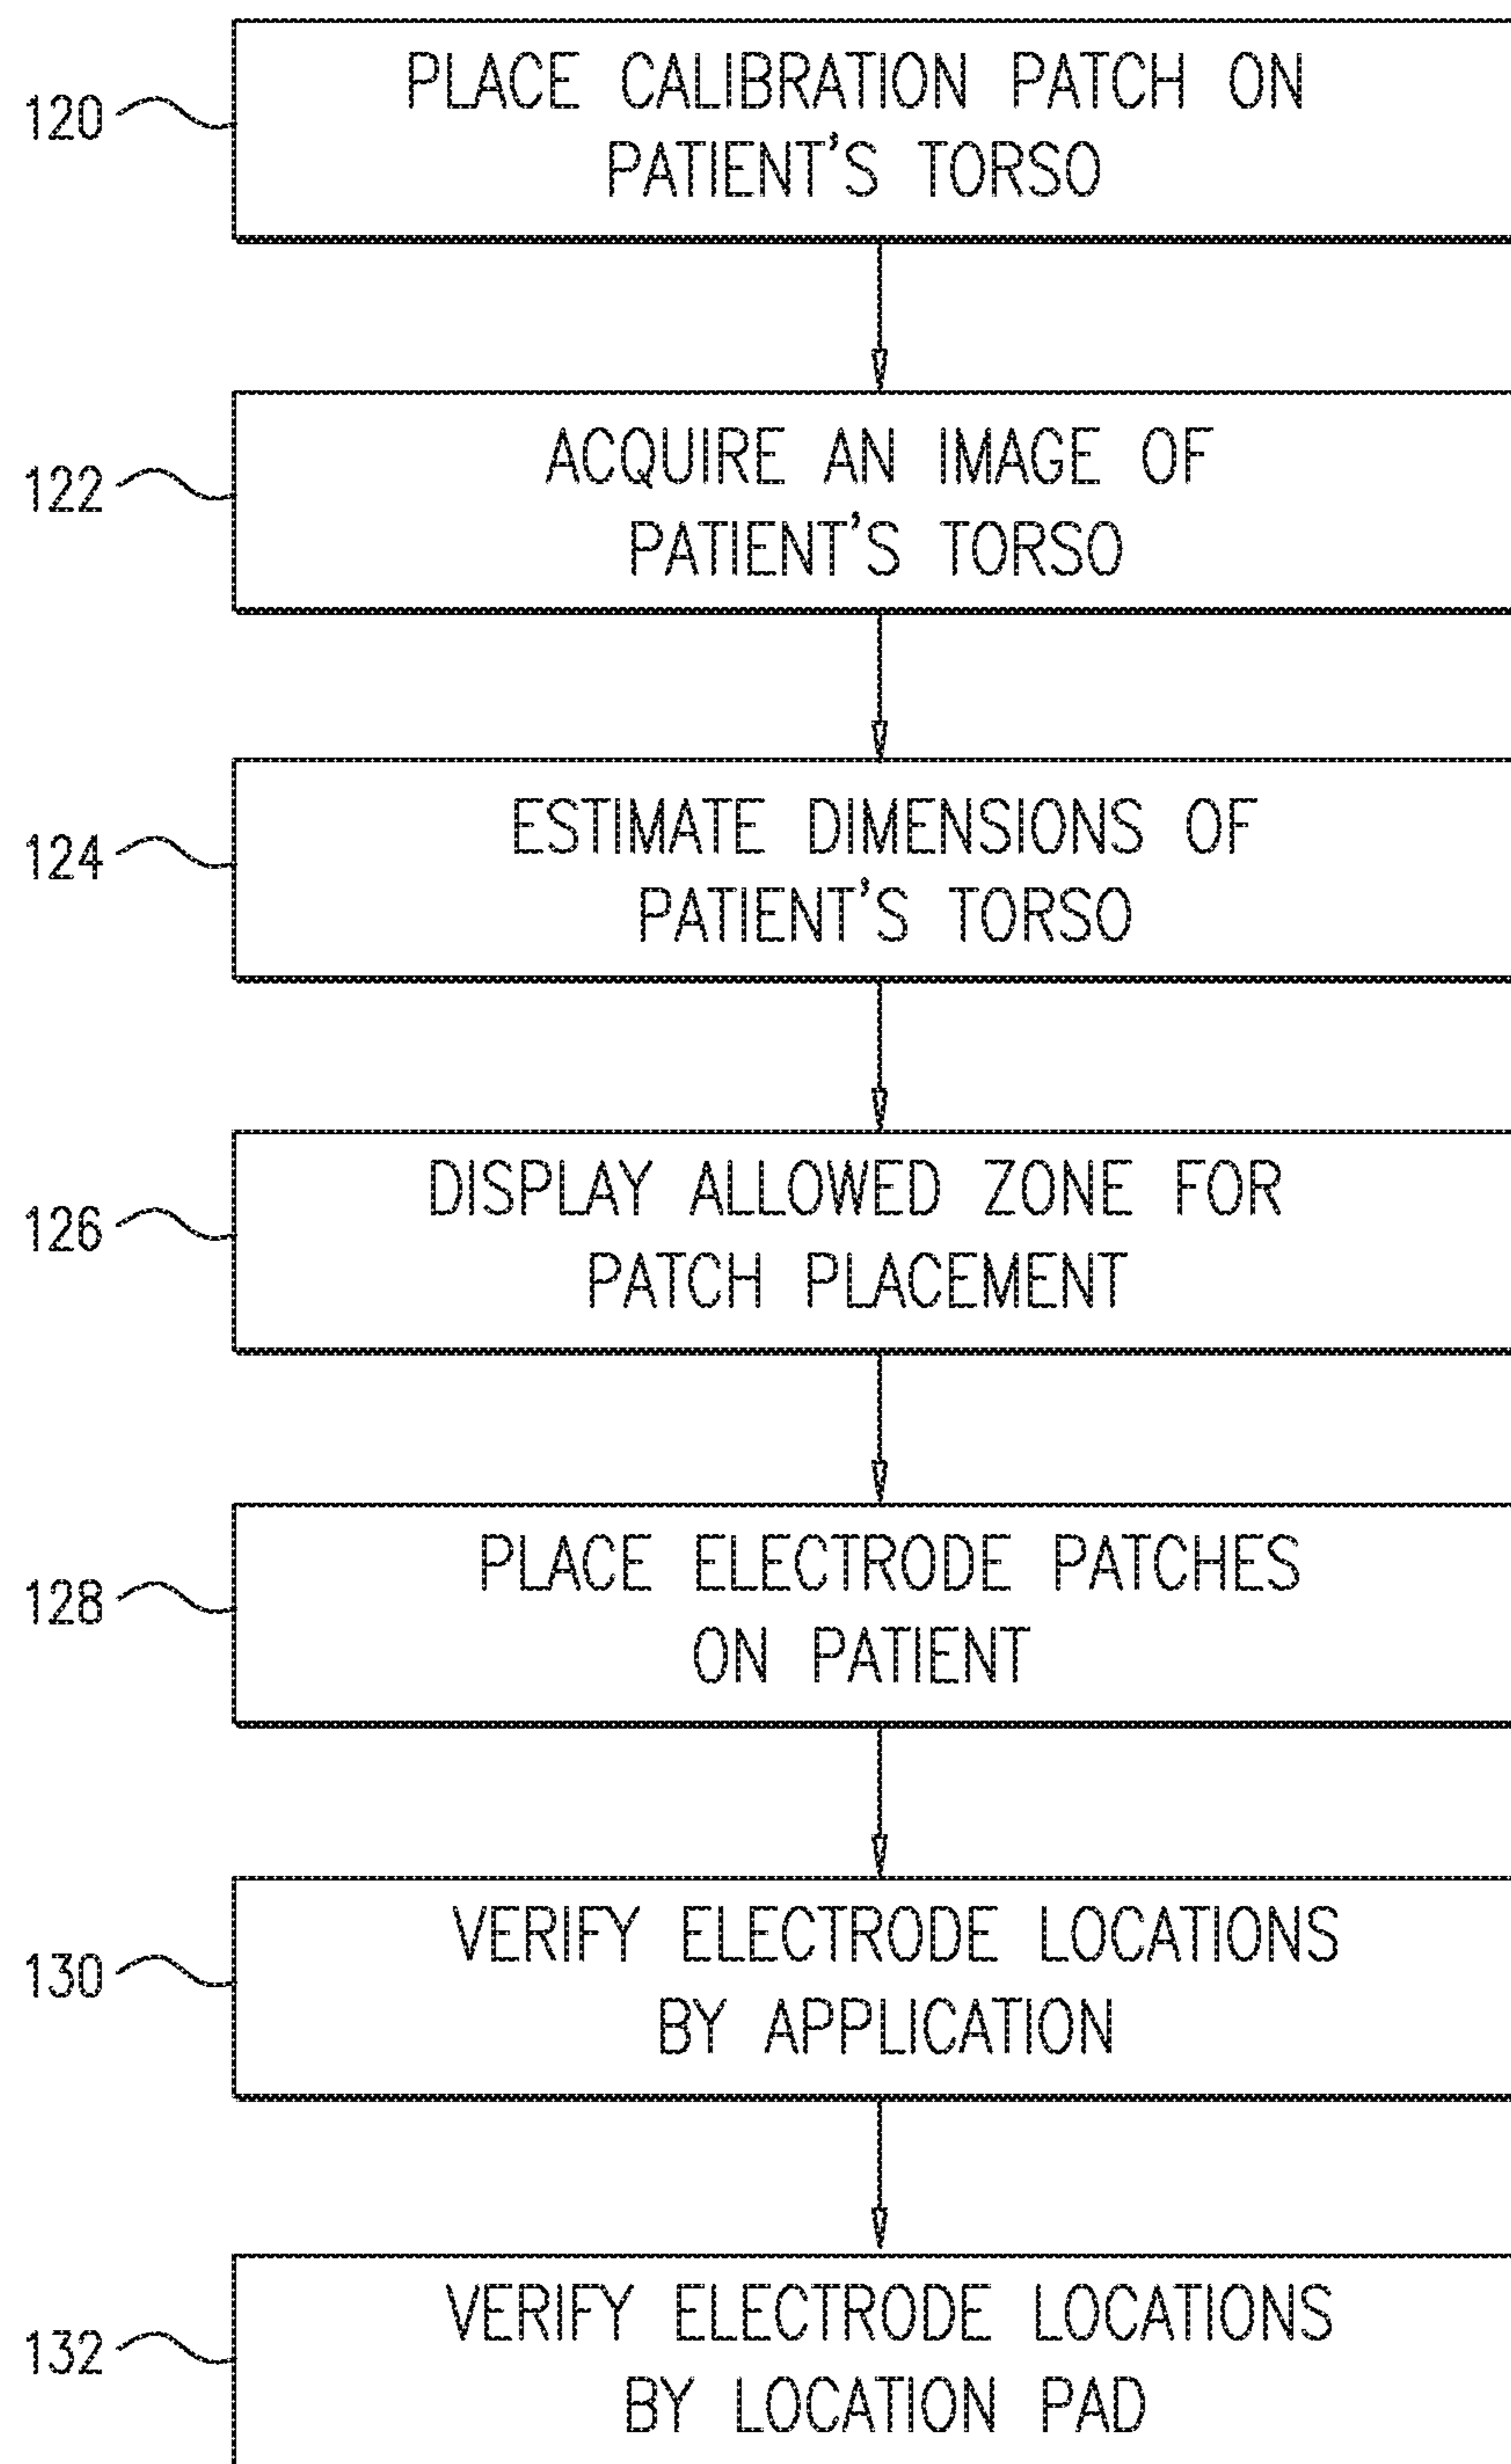 120
PLACE CALIBRATION PATCH ON
PATIENT'S TORSO
122
ACQUIRE AN IMAGE OF
PATIENT'S TORSO
124
ESTIMATE DIMENSIONS OF
PATIENT'S TORSO
126
DISPLAY ALLOWED ZONE FOR
PATCH PLACEMENT
128
PLACE ELECTRODE PATCHES
ON PATIENT
130
VERIFY ELECTRODE LOCATIONS
BY APPLICATION
132
VERIFY ELECTRODE LOCATIONS
BY LOCATION PAD